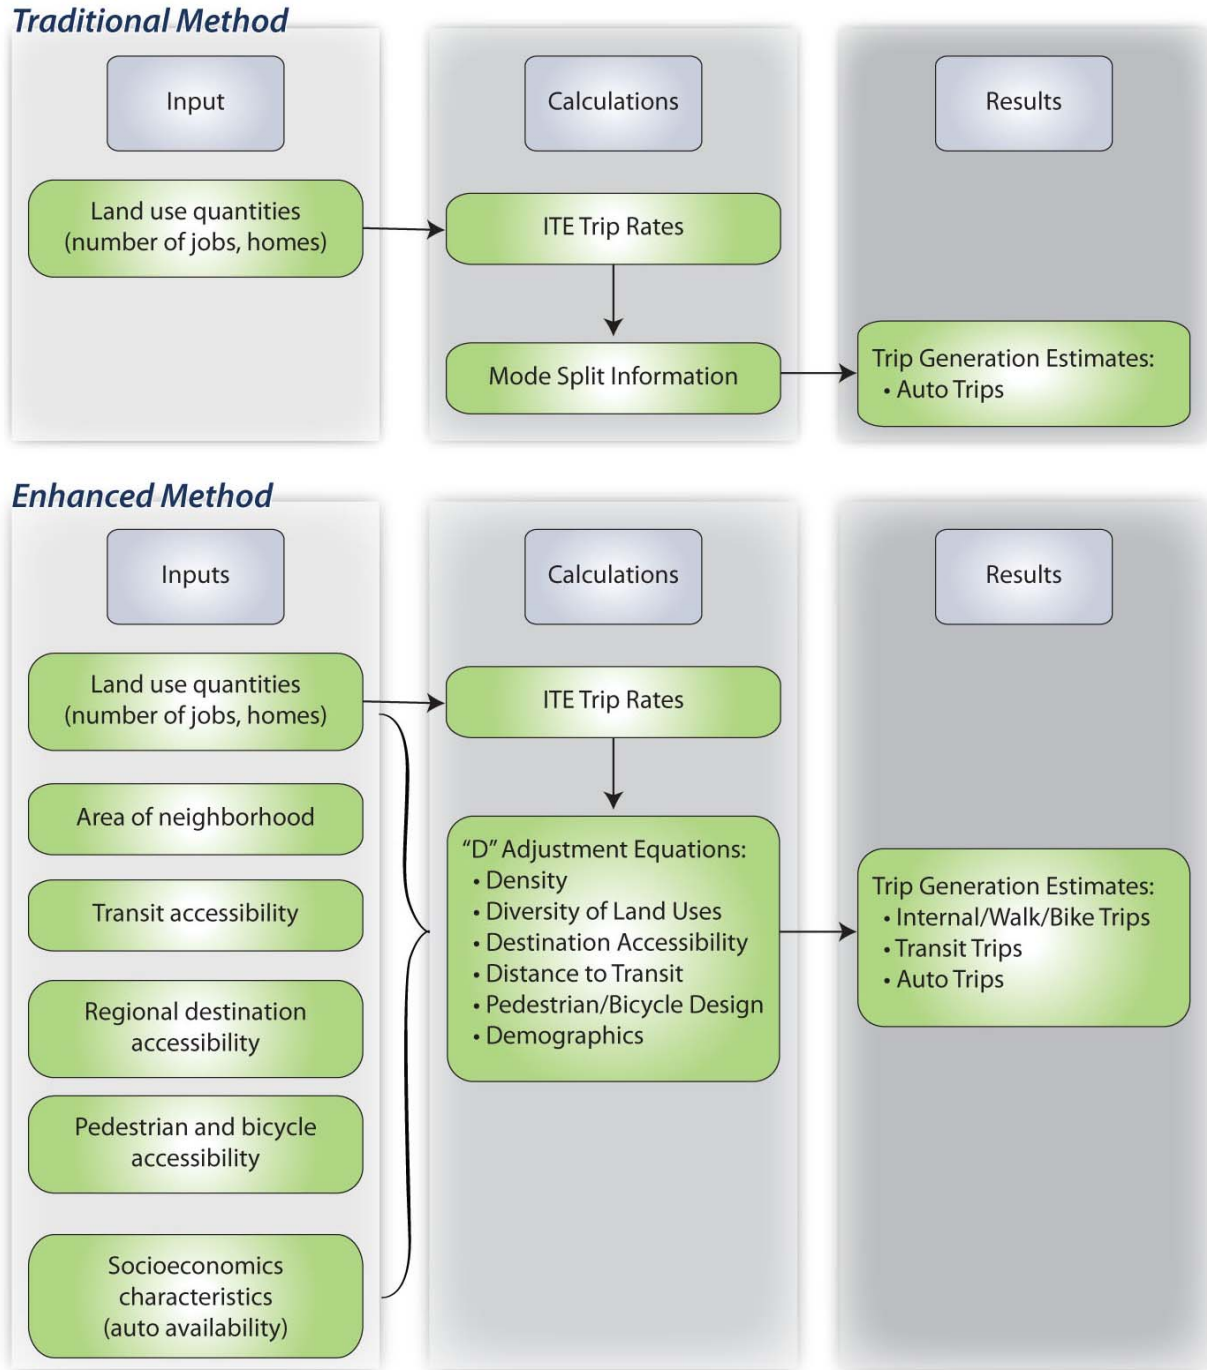 Traditional Method
Input
Calculations
Results
Land use quantities
(number of jobs, homes)
ITE Trip Rates
Mode Split Information
Trip Generation Estimates:
• Auto Trips
Enhanced Method
Inputs
Calculations
Results
Land use quantities
(number of jobs, homes)
Area of neighborhood
Transit accessibility
Regional destination
accessibility
Pedestrian and bicycle
accessibility
Socioeconomics
characteristics
(auto availability)
ITE Trip Rates
“D” Adjustment Equations:
• Density
• Diversity of Land Uses
• Destination Accessibility
• Distance to Transit
• Pedestrian/Bicycle Design
• Demographics
Trip Generation Estimates:
• Internal/Walk/Bike Trips
• Transit Trips
• Auto Trips